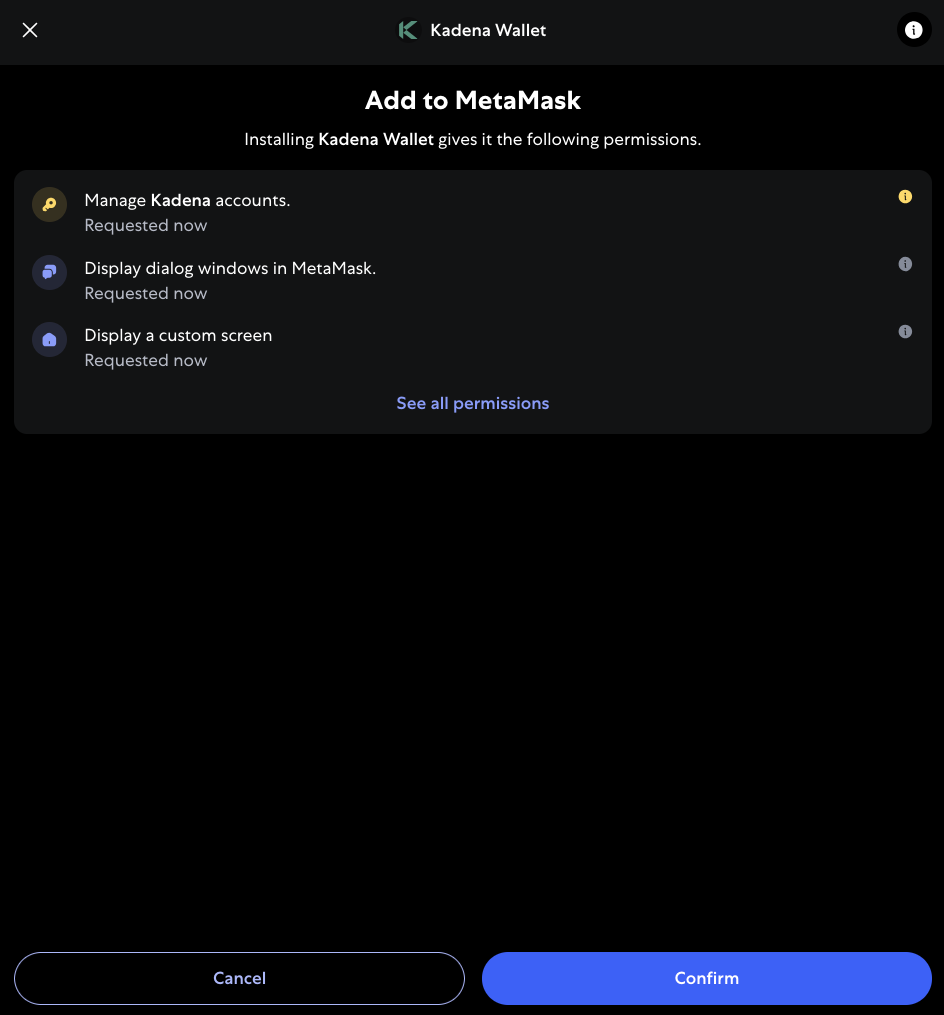 Kadena Wallet
Add to MetaMask
Installing Kadena Wallet gives it the following permissions.
Manage Kadena accounts.
Requested now
Display dialog windows in MetaMask.
Requested now
Display a custom screen
Requested now
See all permissions
Cancel
Confirm